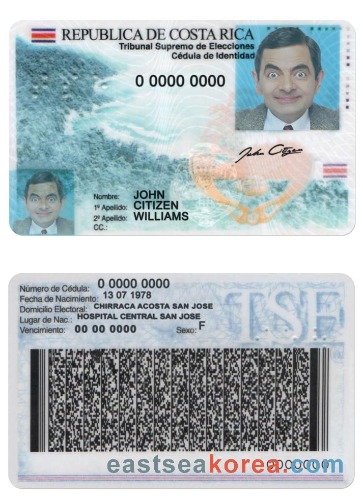 REPUBLICA DE COSTA RICA
Tribunal Supremo de Elecciones
Cédula de Identidad
0 0000 0000
John Citizen
Nombre: JOHN
1º Apellido: CITIZEN
2º Apellido: WILLIAMS
CC.:
TSE
Número de Cédula: 0 0000 0000
Fecha de Nacimiento: 13 07 1978
Domicilio Electoral: CHIRRACA ACOSTA SAN JOSE
Lugar de Nac.: HOSPITAL CENTRAL SAN JOSE
Vencimiento: 00 00 0000 Sexo: F
0000000
eastseakorea.com